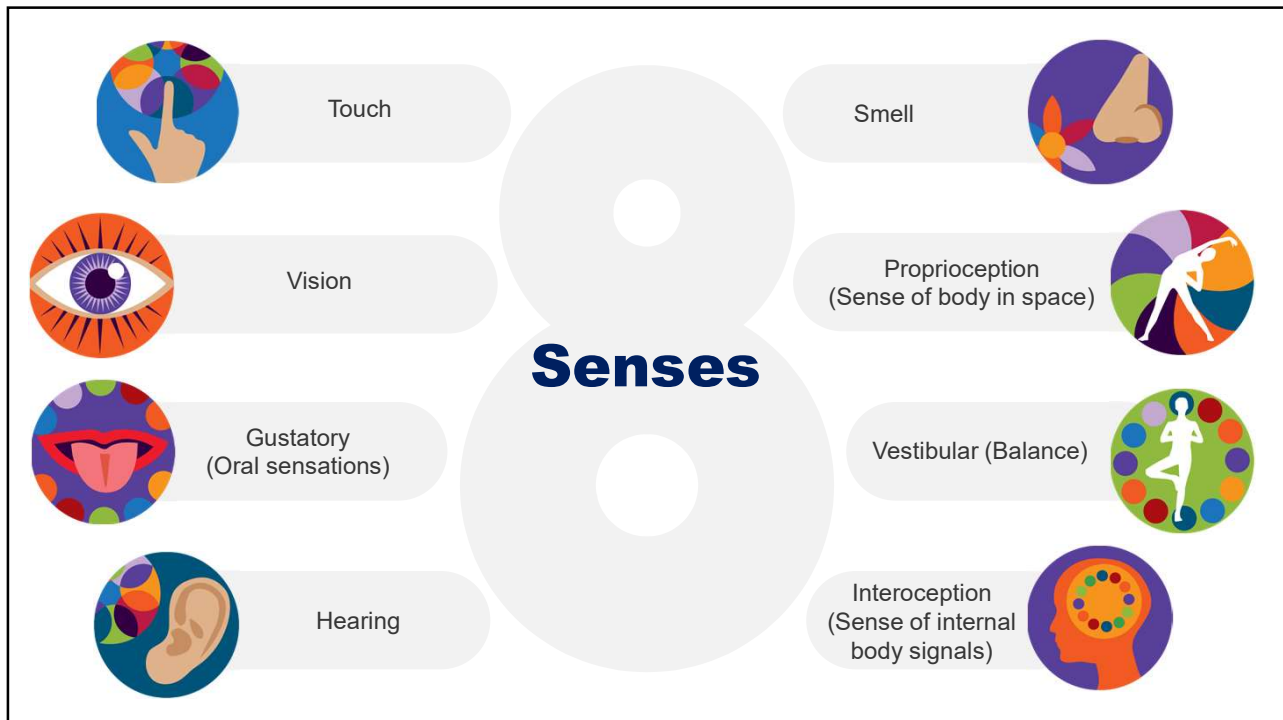 Touch
Vision
Gustatory
(Oral sensations)
Hearing
Senses
Smell
Proprioception
(Sense of body in space)
Vestibular (Balance)
Interoception
(Sense of internal
body signals)